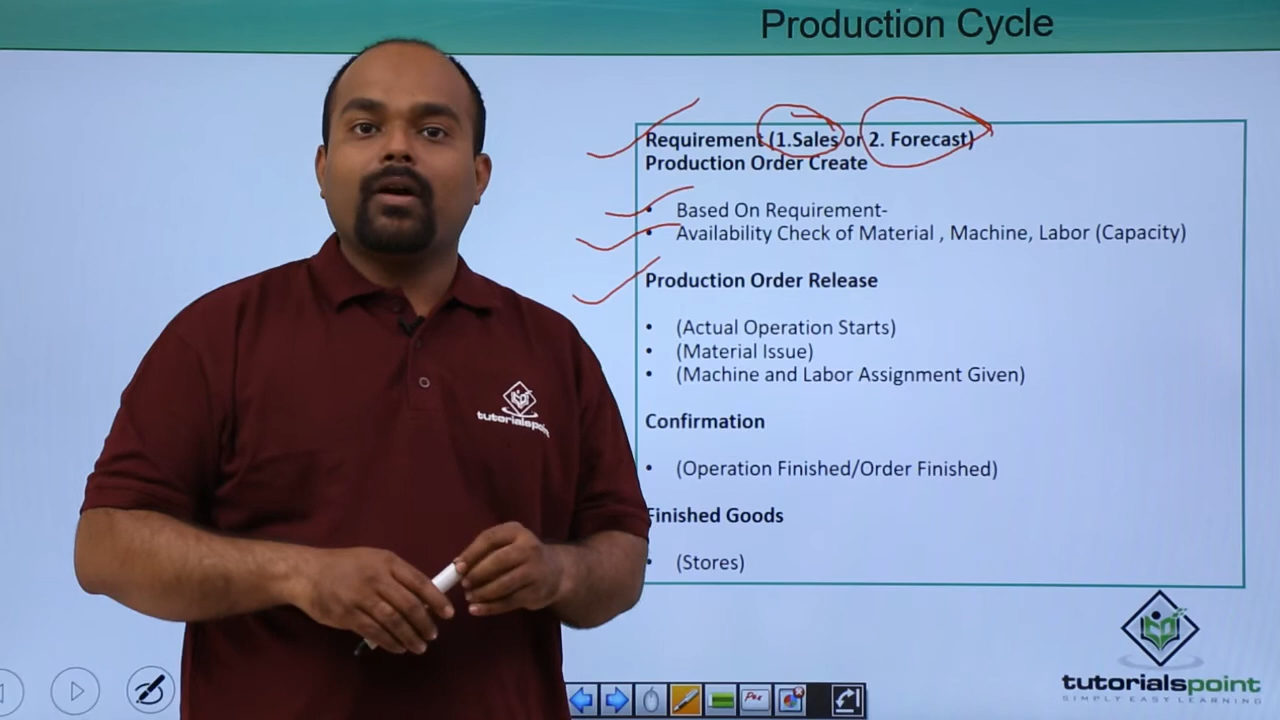 Production Cycle
Requirement (1.Sales or 2. Forecast)
Production Order Create
• Based On Requirement-
• Availability Check of Material , Machine, Labor (Capacity)
Production Order Release
• (Actual Operation Starts)
• (Material Issue)
• (Machine and Labor Assignment Given)
Confirmation
• (Operation Finished/Order Finished)
Finished Goods
• (Stores)
tutorialspoint
tutorialspoint
SIMPLY EASY LEARNING
Pen